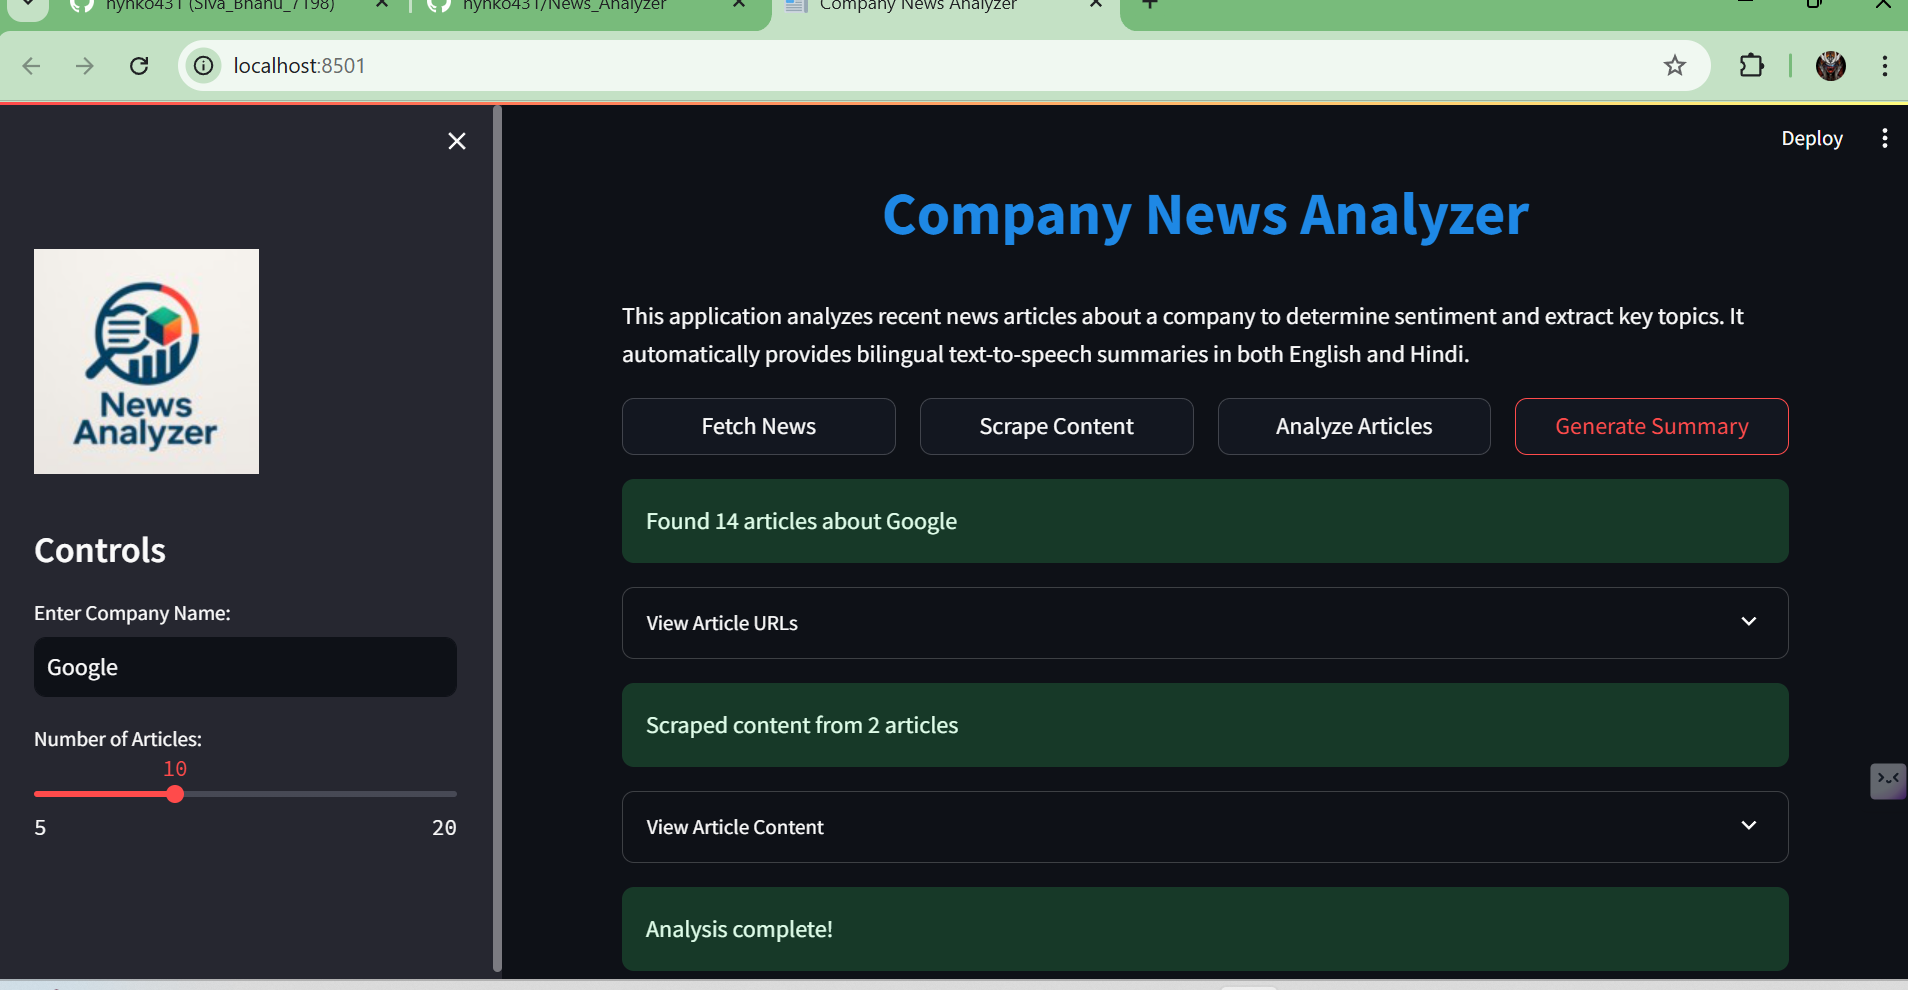 hynko431 (Siva_Bhanu_7198)
hynko431/News_Analyzer
Company News Analyzer
localhost:8501
Deploy
News
Analyzer
Controls
Enter Company Name:
Google
Number of Articles:
10
5 20
Company News Analyzer
This application analyzes recent news articles about a company to determine sentiment and extract key topics. It
automatically provides bilingual text-to-speech summaries in both English and Hindi.
Fetch News Scrape Content Analyze Articles Generate Summary
Found 14 articles about Google
View Article URLs
Scraped content from 2 articles
View Article Content
Analysis complete!